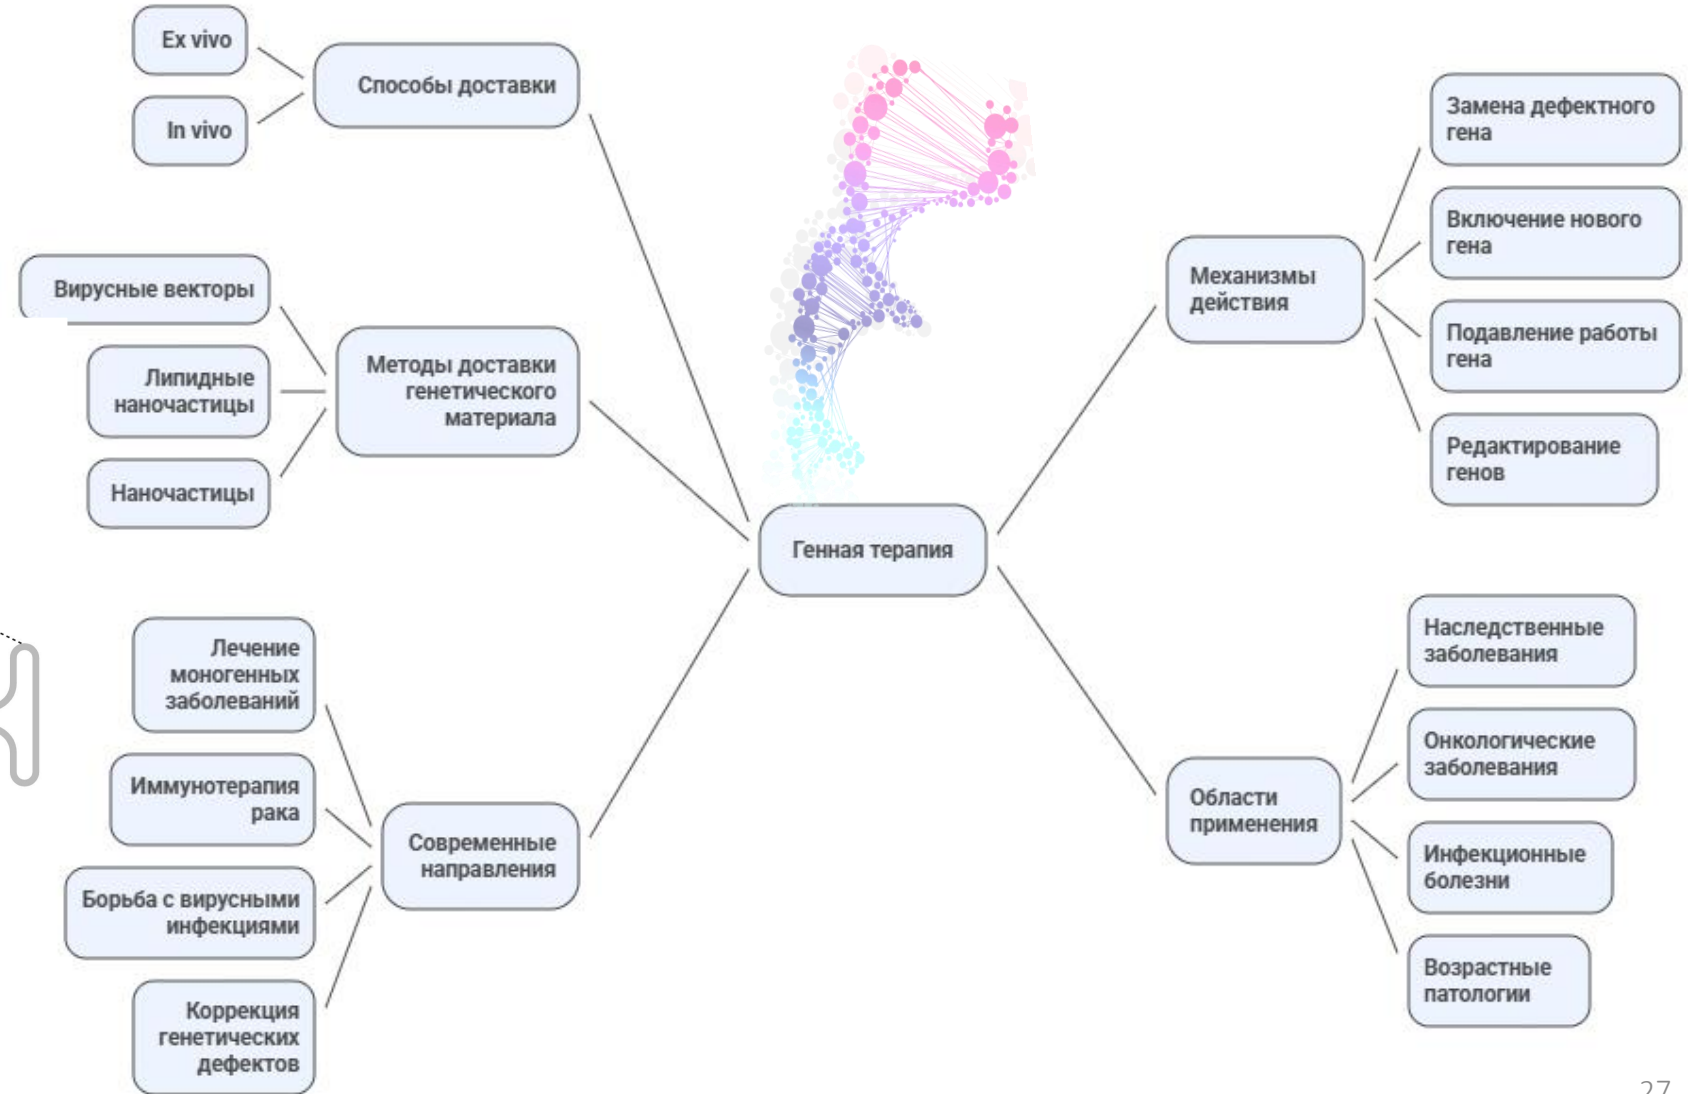 Ex vivo
In vivo
Способы доставки
Вирусные векторы
Липидные
наночастицы
Наночастицы
Методы доставки
генетического
материала
Лечение
моногенных
заболеваний
Иммунотерапия
рака
Борьба с вирусными
инфекциями
Коррекция
генетических
дефектов
Современные
направления
Генная терапия
Механизмы
действия
Замена дефектного
гена
Включение нового
гена
Подавление работы
гена
Редактирование
генов
Области
применения
Наследственные
заболевания
Онкологические
заболевания
Инфекционные
болезни
Возрастные
патологии
27